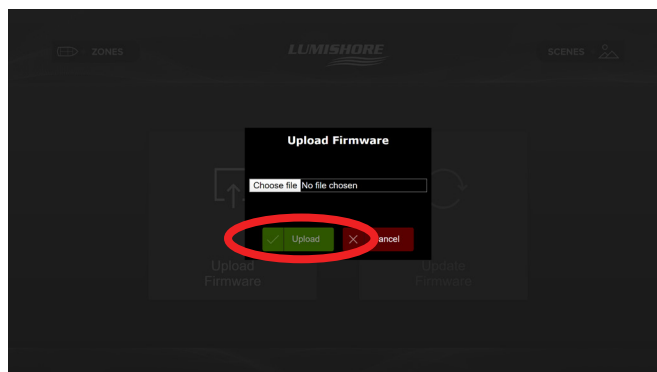 ZONES
LUMISHORE
SCENES
Upload Firmware
Choose file No file chosen
Upload
ancel
Upload
Firmware
Update
Firmware